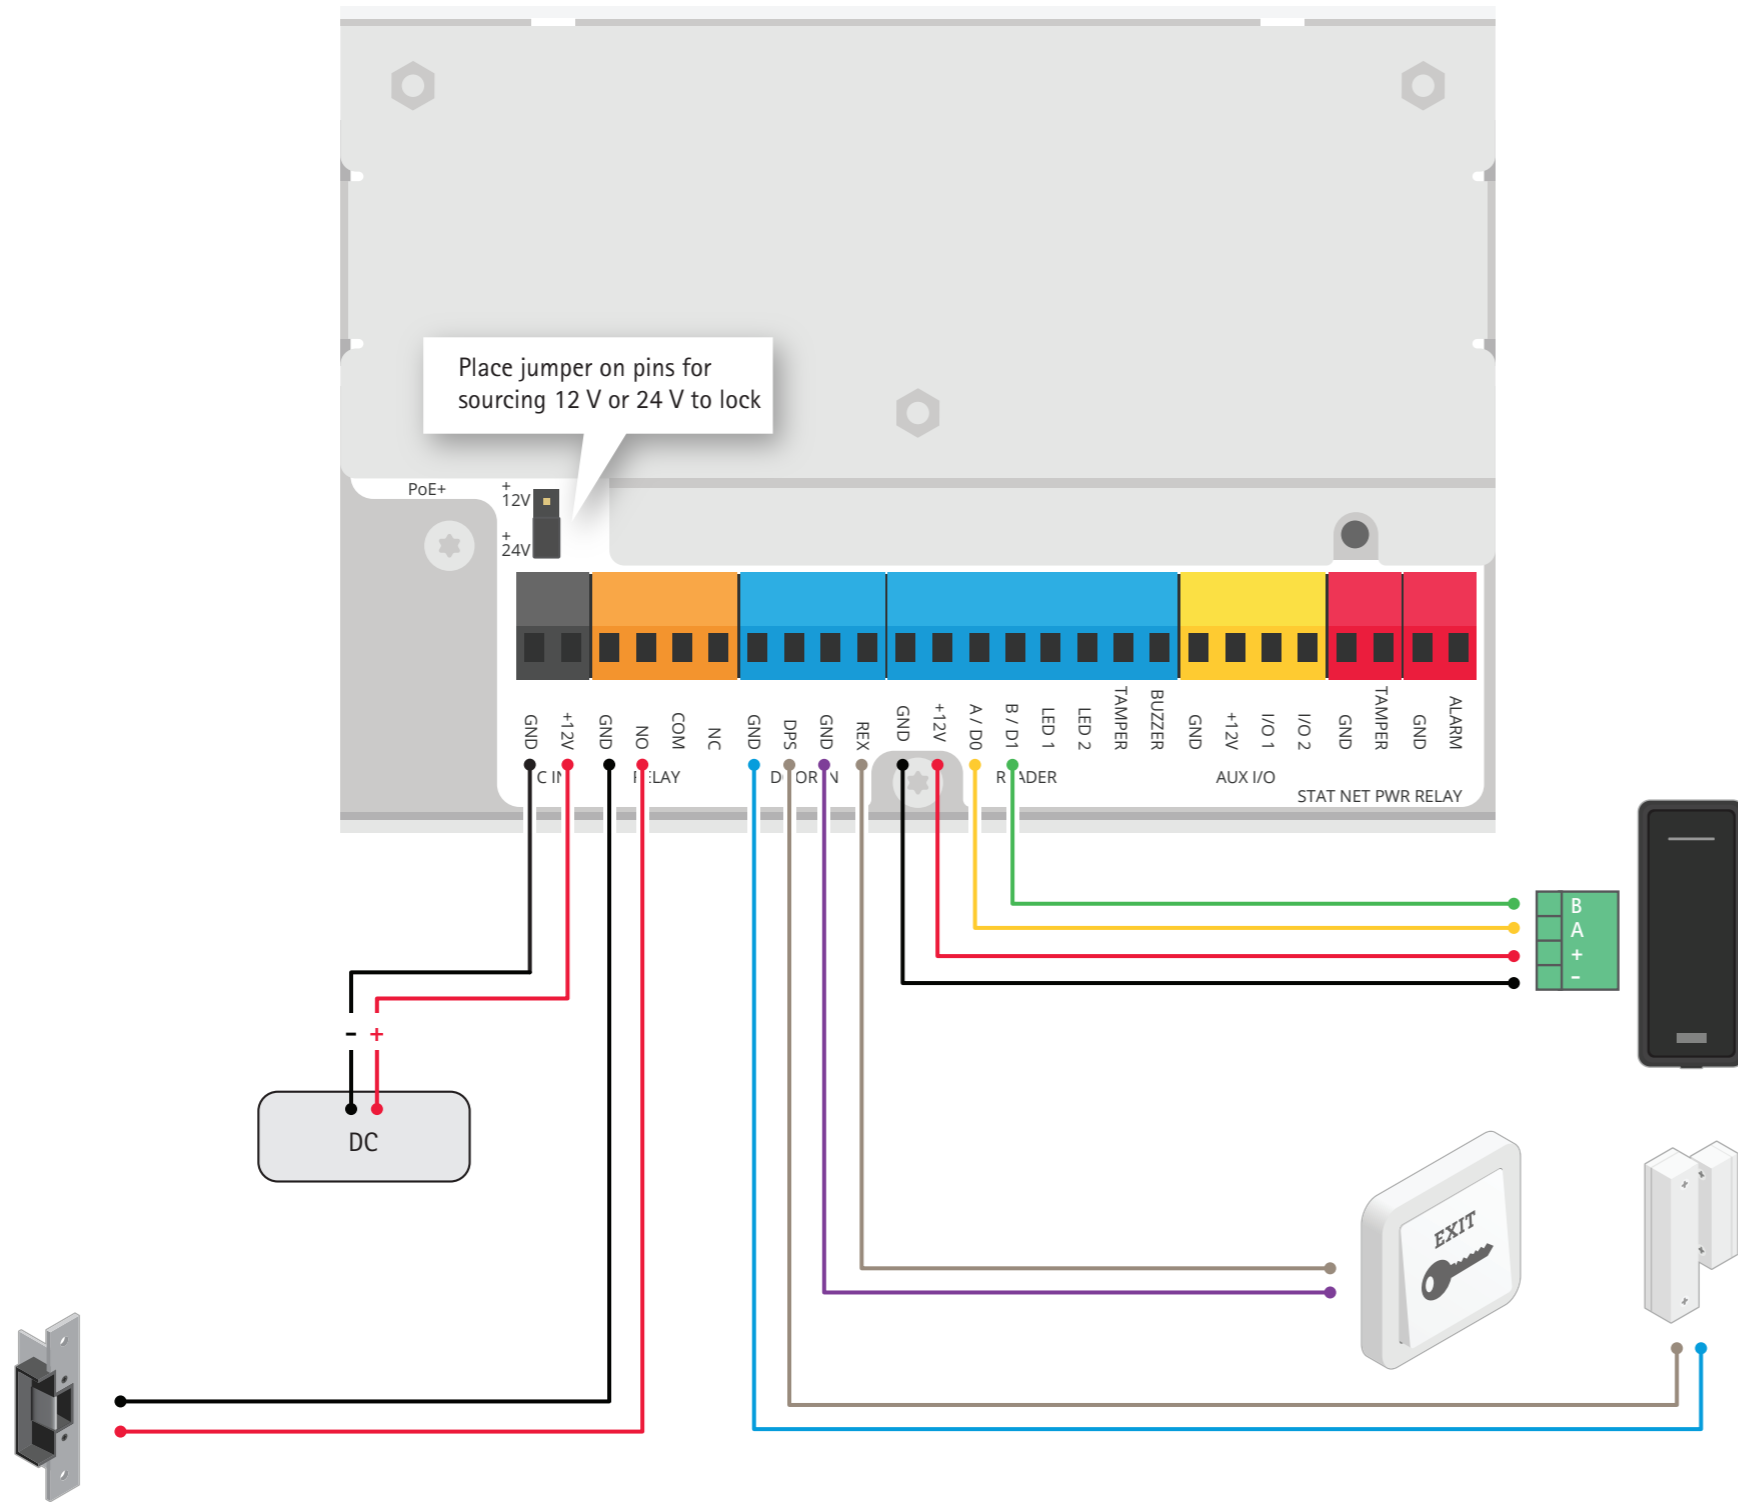 Place jumper on pins for
sourcing 12 V or 24 V to lock
PoE+
+
12V
+
24V
GND
+12V
GND
NO
COM
NC
GND
DPS
GND
REX
GND
+12V
A / D0
B / D1
LED 1
LED 2
TAMPER
BUZZER
GND
+12V
I/O 1
I/O 2
GND
TAMPER
GND
ALARM
AUX I/O
STAT NET PWR RELAY
B
A
+
-
- +
DC
EXIT